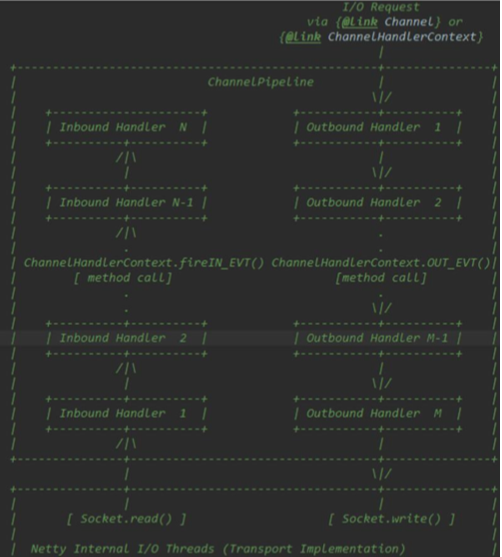 I/O Request
via {@link Channel} or
{@link ChannelHandlerContext}
ChannelPipeline
Inbound Handler N
Outbound Handler 1
Inbound Handler N-1
Outbound Handler 2
ChannelHandlerContext.fireIN_EVT() ChannelHandlerContext.OUT_EVT()
[ method call] [method call]
Inbound Handler 2
Outbound Handler M-1
Inbound Handler 1
Outbound Handler M
[ Socket.read() ] [ Socket.write() ]
Netty Internal I/O Threads (Transport Implementation)